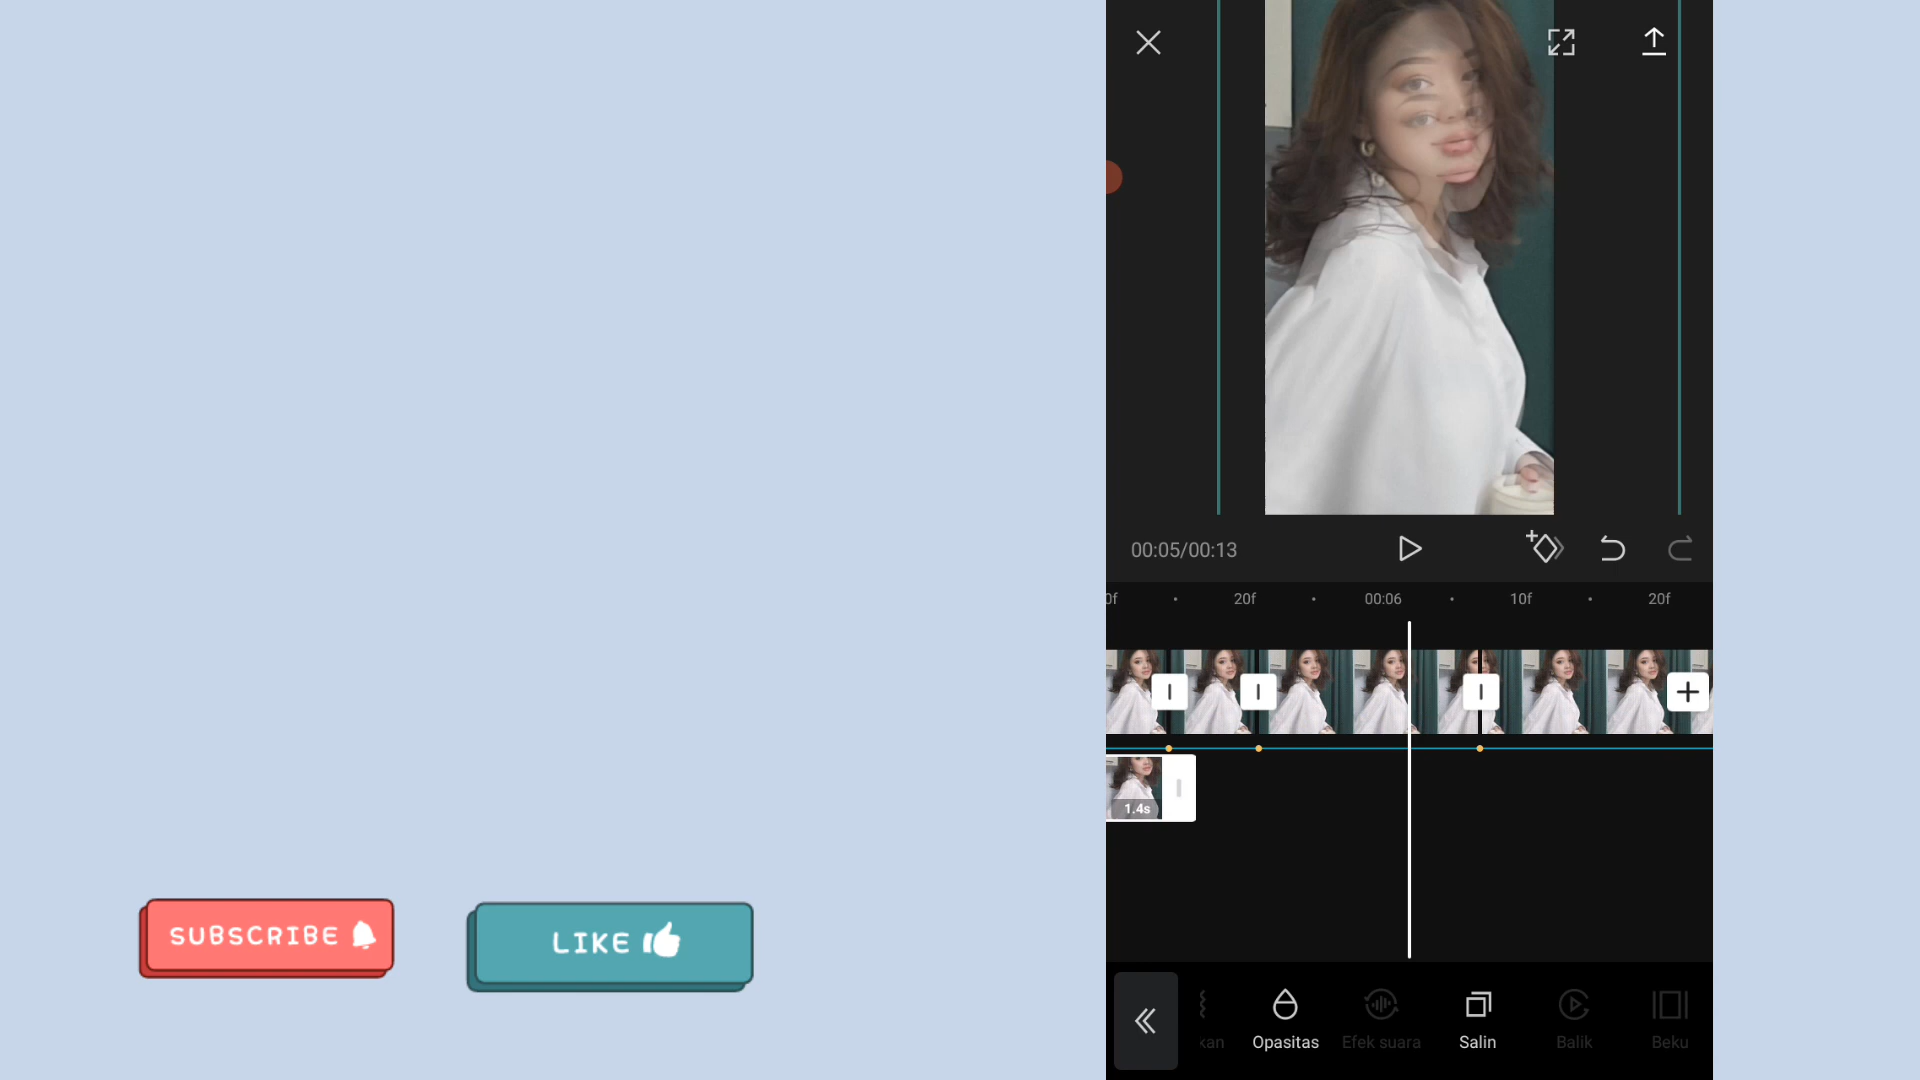 00:05/00:13
0f
20f
00:06
10f
20f
1.4s
SUBSCRIBE
LIKE
kan
Opasitas
Efek suara
Salin
Balik
Beku